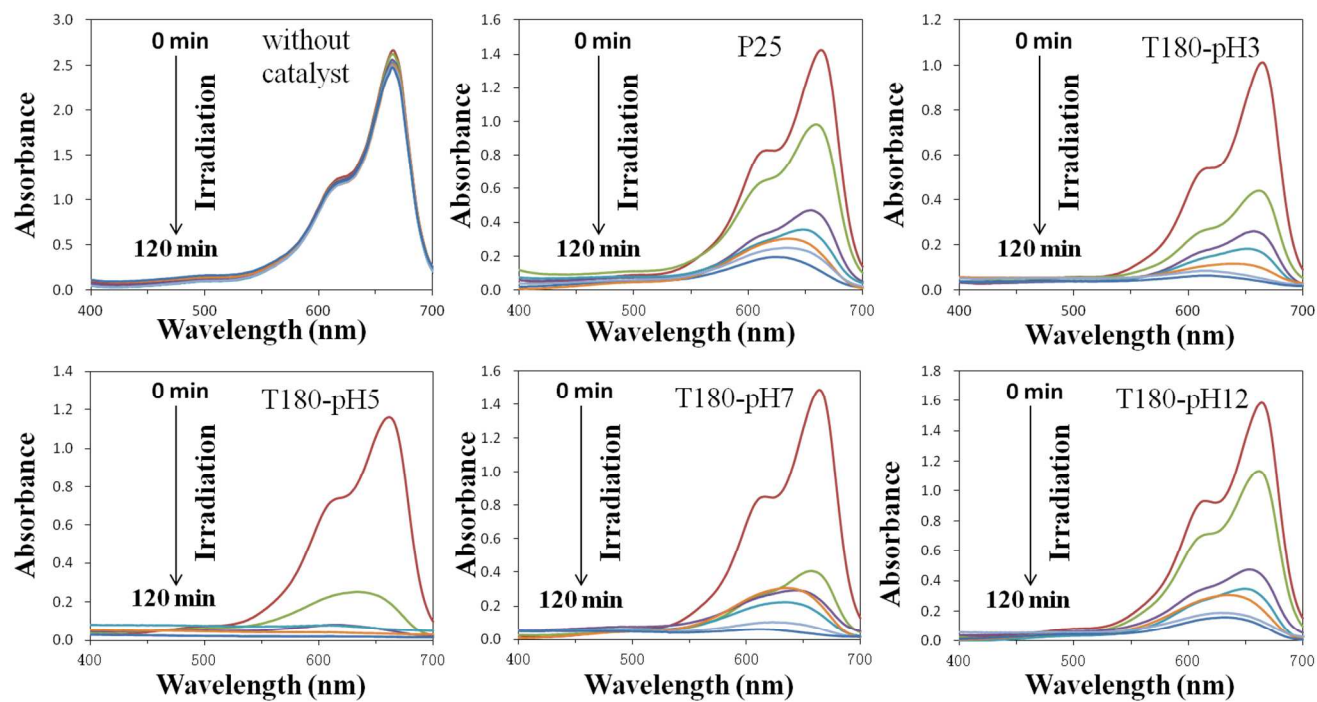 3.0
2.5
2.0
1.5
1.0
0.5
0.0
400
500
600
700
Absorbance
Wavelength (nm)
0 min
Irradiation
120 min
without
catalyst
1.6
1.4
1.2
1.0
0.8
0.6
0.4
0.2
0.0
400
500
600
700
Absorbance
Wavelength (nm)
0 min
Irradiation
120 min
P25
1.2
1.0
0.8
0.6
0.4
0.2
0.0
400
500
600
700
Absorbance
Wavelength (nm)
0 min
Irradiation
120 min
T180-pH3
1.4
1.2
1.0
0.8
0.6
0.4
0.2
0.0
400
500
600
700
Absorbance
Wavelength (nm)
0 min
Irradiation
120 min
T180-pH5
1.6
1.4
1.2
1.0
0.8
0.6
0.4
0.2
0.0
400
500
600
700
Absorbance
Wavelength (nm)
0 min
Irradiation
120 min
T180-pH7
1.8
1.6
1.4
1.2
1.0
0.8
0.6
0.4
0.2
0.0
400
500
600
700
Absorbance
Wavelength (nm)
0 min
Irradiation
120 min
T180-pH12